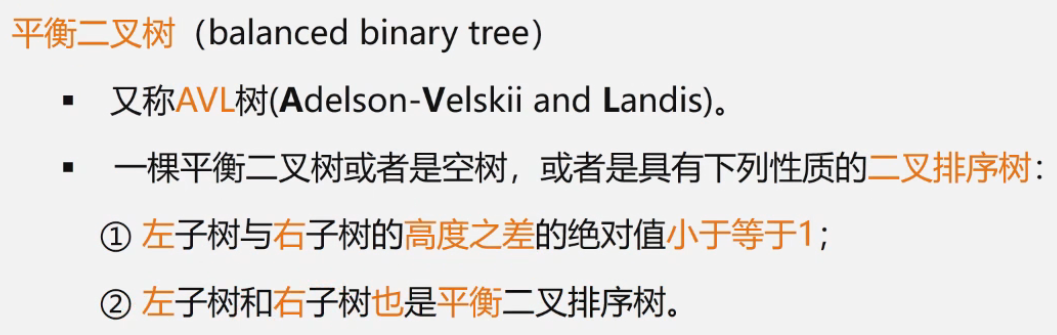 平衡二叉树（balanced binary tree）
▪ 又称AVL树(Adelson-Velskii and Landis)。
▪ 一棵平衡二叉树或者是空树，或者是具有下列性质的二叉排序树：
① 左子树与右子树的高度之差的绝对值小于等于1；
② 左子树和右子树也是平衡二叉排序树。